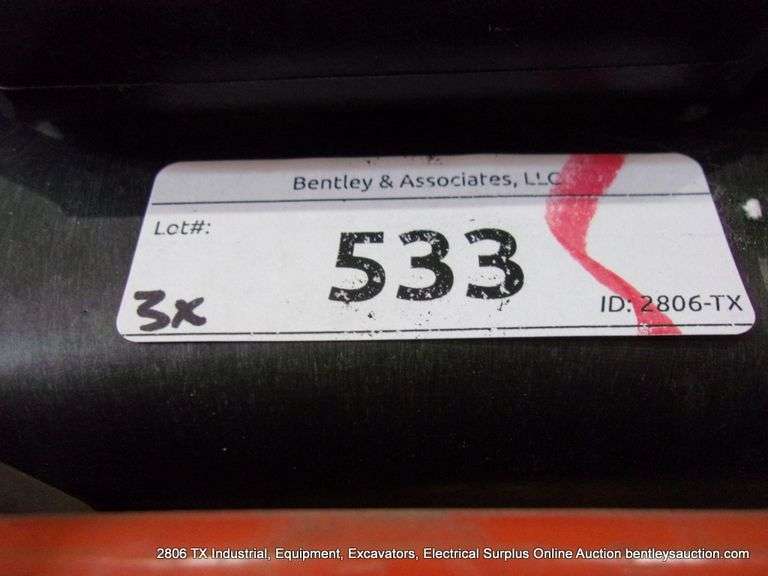 Bentley & Associates, LLC
Lot#:
533
3x
ID: 2806-TX
2806 TX Industrial, Equipment, Excavators, Electrical Surplus Online Auction bentleysauction.com